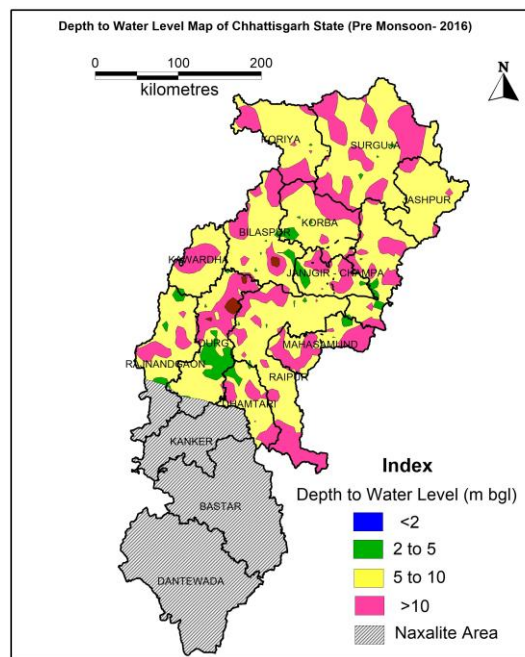 Depth to Water Level Map of Chhattisgarh State (Pre Monsoon- 2016)
0 100 200
kilometres
N
KORIYA
SURGUJA
JASHPUR
KORBA
BILASPUR
KAWARDHA
JANJGIR CHAMPA
DURG
MAHASAMUND
RAJNANDGAON
RAIPUR
DHAMTARI
KANKER
BASTAR
DANTEWADA
Index
Depth to Water Level (m bgl)
<2
2 to 5
5 to 10
>10
Naxalite Area